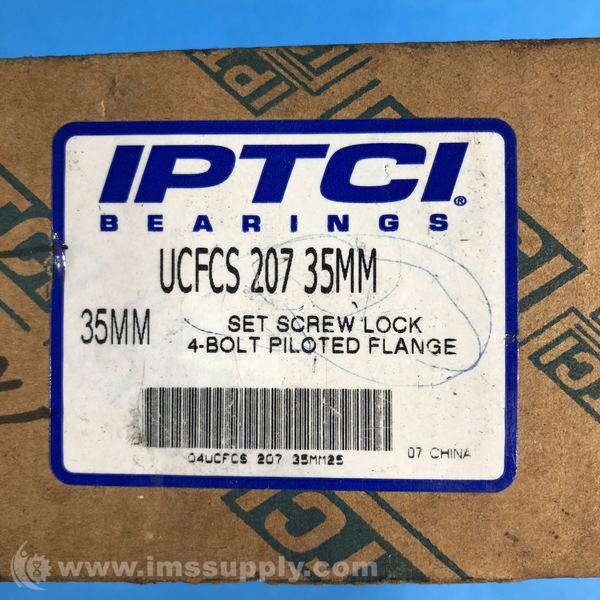 IPT
IPTCI®
BEARINGS
UCFCS 207 35MM
35MM
SET SCREW LOCK
4-BOLT PILOTED FLANGE
04UCFCS 207 35MM25
07 CHINA
www.imssupply.com